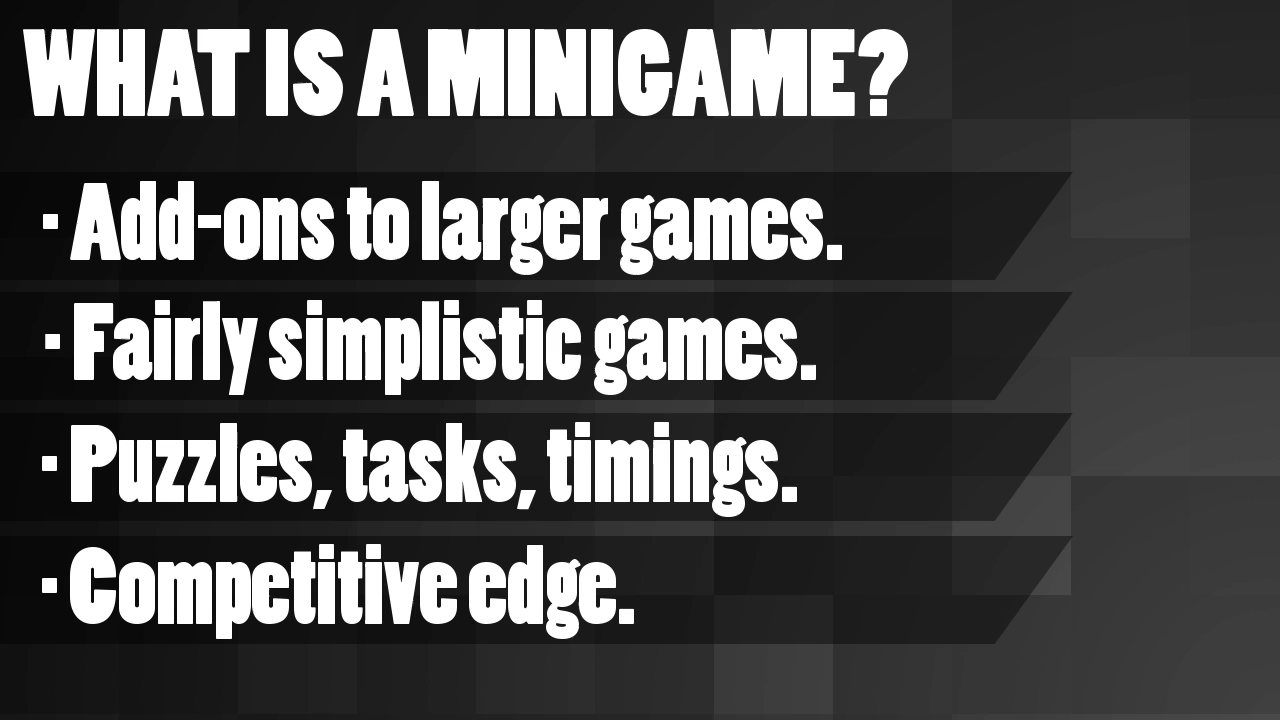 WHAT IS A MINIGAME?
· Add-ons to larger games.
· Fairly simplistic games.
· Puzzles, tasks, timings.
· Competitive edge.